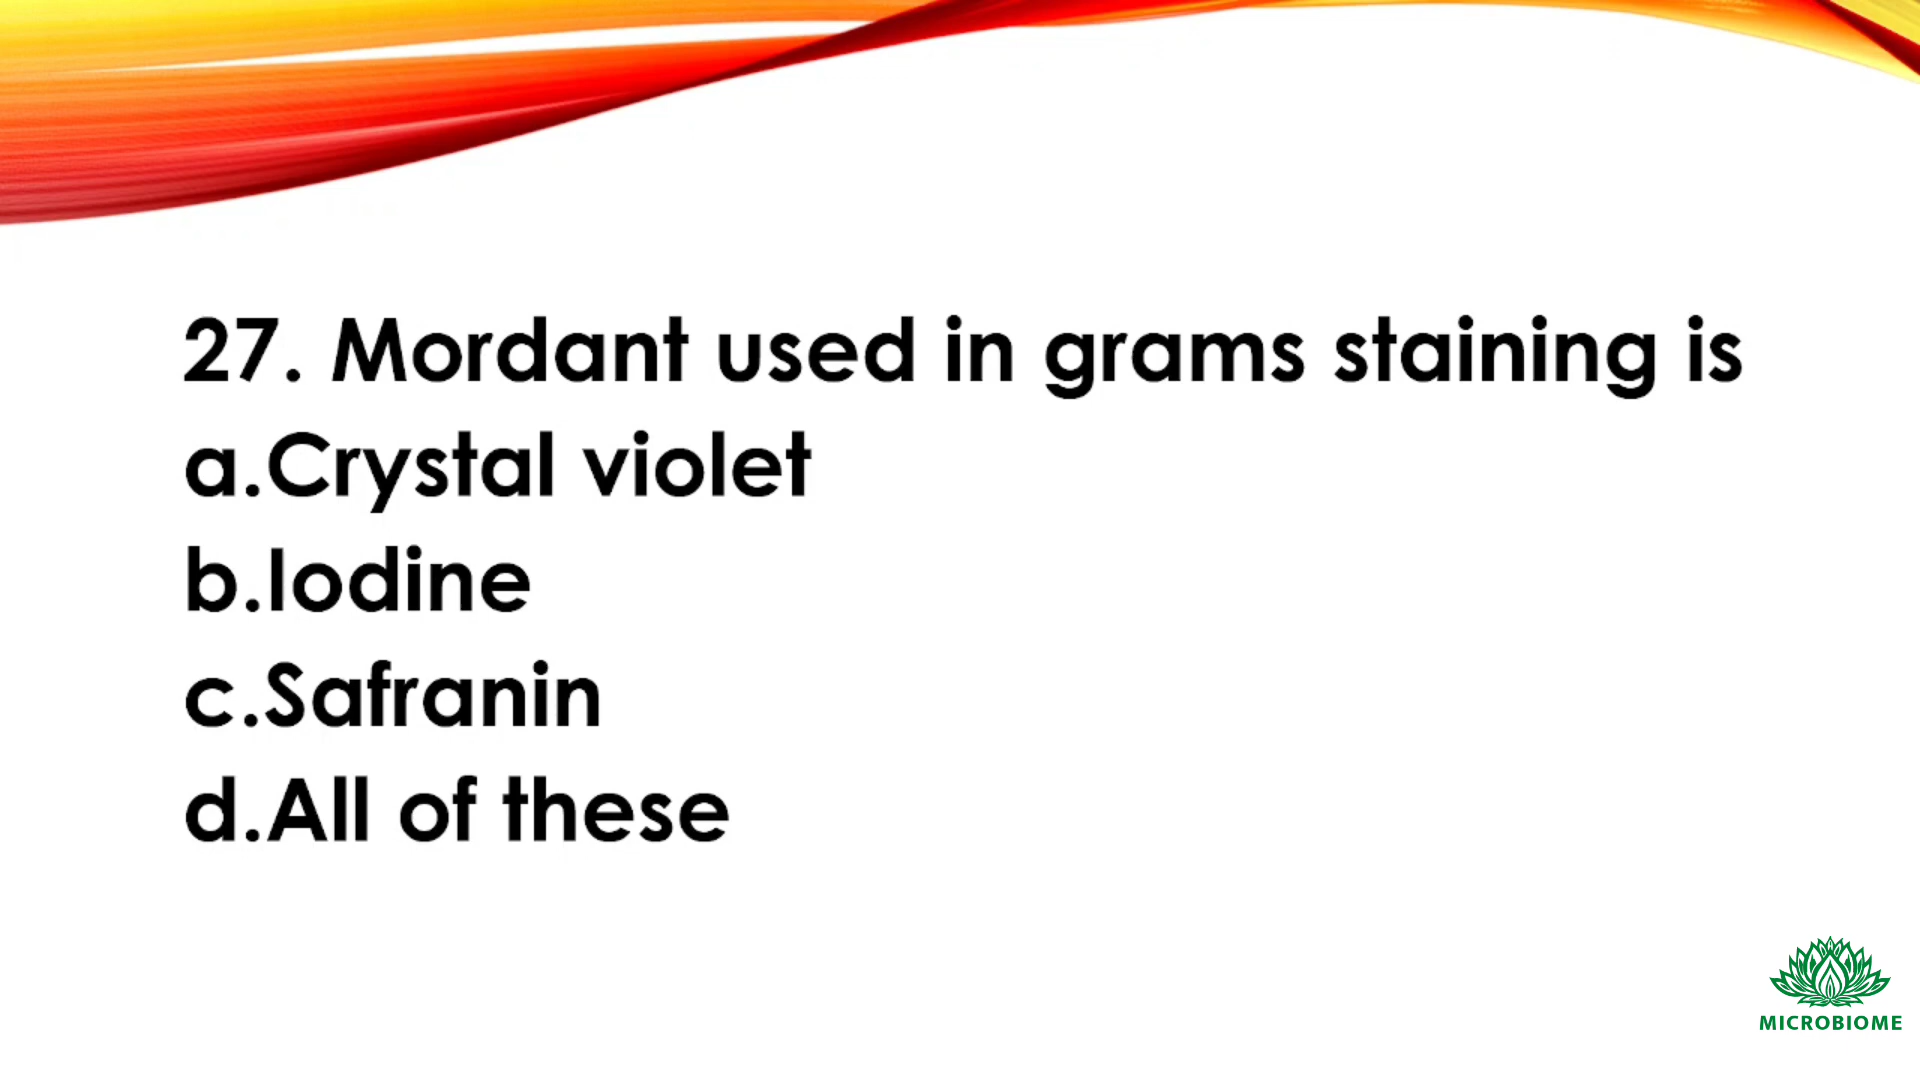 27. Mordant used in grams staining is
a.Crystal violet
b.Iodine
c.Safranin
d.All of these
MICROBIOME